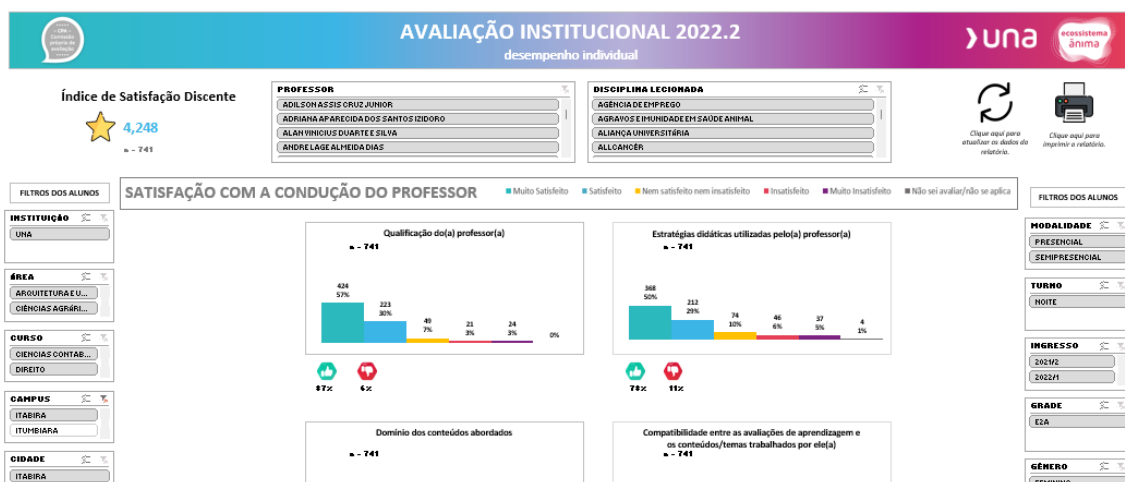 - CPA -
Comissão
própria de
avaliação
AVALIAÇÃO INSTITUCIONAL 2022.2
desempenho individual
una
ecossistema
ânima
Índice de Satisfação Discente
4,248
n - 741
PROFESSOR
ADILSON ASSIS CRUZ JUNIOR
ADRIANA APARECIDA DOS SANTOS IZIDORO
ALAN VINICIUS DUARTE E SILVA
ANDRE LAGE ALMEIDA DIAS
DISCIPLINA LECIONADA
AGÊNCIA DE EMPREGO
AGRAVOS E IMUNIDADE EM SAÚDE ANIMAL
ALIANÇA UNIVERSITÁRIA
ALLCANCÊR
Clique aqui para
atualizar os dados do
relatório.
Clique aqui para
imprimir o relatório.
FILTROS DOS ALUNOS
SATISFAÇÃO COM A CONDUÇÃO DO PROFESSOR
Muito Satisfeito
Satisfeito
Nem satisfeito nem insatisfeito
Insatisfeito
Muito Insatisfeito
Não sei avaliar/não se aplica
FILTROS DOS ALUNOS
INSTITUIÇÃO
UNA
ÁREA
ARQUITETURA E U...
CIÊNCIAS AGRÁRI...
CURSO
CIENCIAS CONTAB...
DIREITO
CAMPUS
ITABIRA
ITUMBIARA
CIDADE
ITABIRA
Qualificação do(a) professor(a)
n - 741
424
57%
223
30%
49
7%
21
3%
24
3%
0%
87%
6%
Estratégias didáticas utilizadas pelo(a) professor(a)
n - 741
368
50%
212
29%
74
10%
46
6%
37
5%
4
1%
78%
11%
Domínio dos conteúdos abordados
n - 741
Compatibilidade entre as avaliações de aprendizagem e
os conteúdos/temas trabalhados por ele(a)
n - 741
MODALIDADE
PRESENCIAL
SEMIPRESENCIAL
TURNO
NOITE
INGRESSO
2021/2
2022/1
GRADE
E2A
GÊNERO
FEMININO